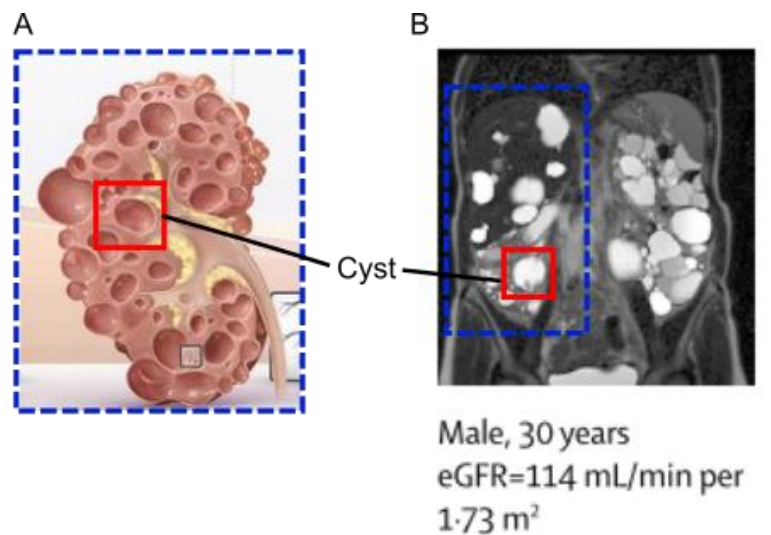 A
B
Cyst
Male, 30 years
eGFR=114 mL/min per
1·73 m²